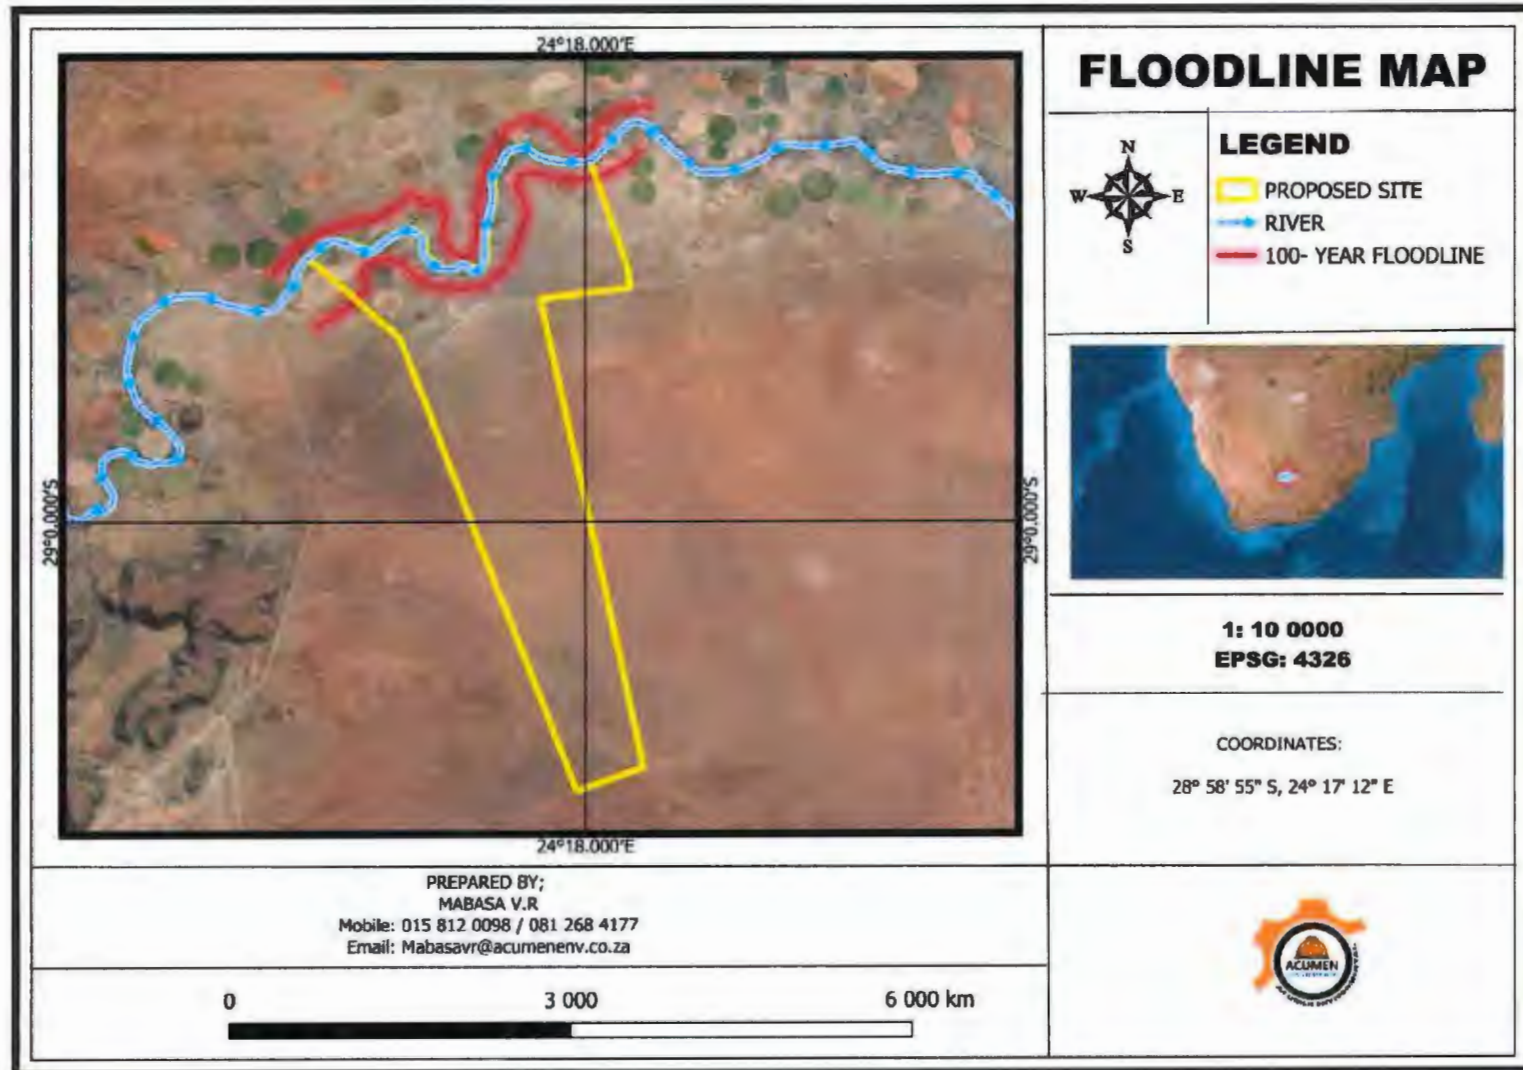 FLOODLINE MAP
24°18.000'E
29°0.000'S
29°0.000'S
24°18.000'E
N
W
E
S
LEGEND
PROPOSED SITE
RIVER
100- YEAR FLOODLINE
1: 10 0000
EPSG: 4326
COORDINATES:
28° 58' 55" S, 24° 17' 12" E
PREPARED BY;
MABASA V.R
Mobile: 015 812 0098 / 081 268 4177
Email: Mabasavr@acumenenv.co.za
0 3 000 6 000 km
ACUMEN